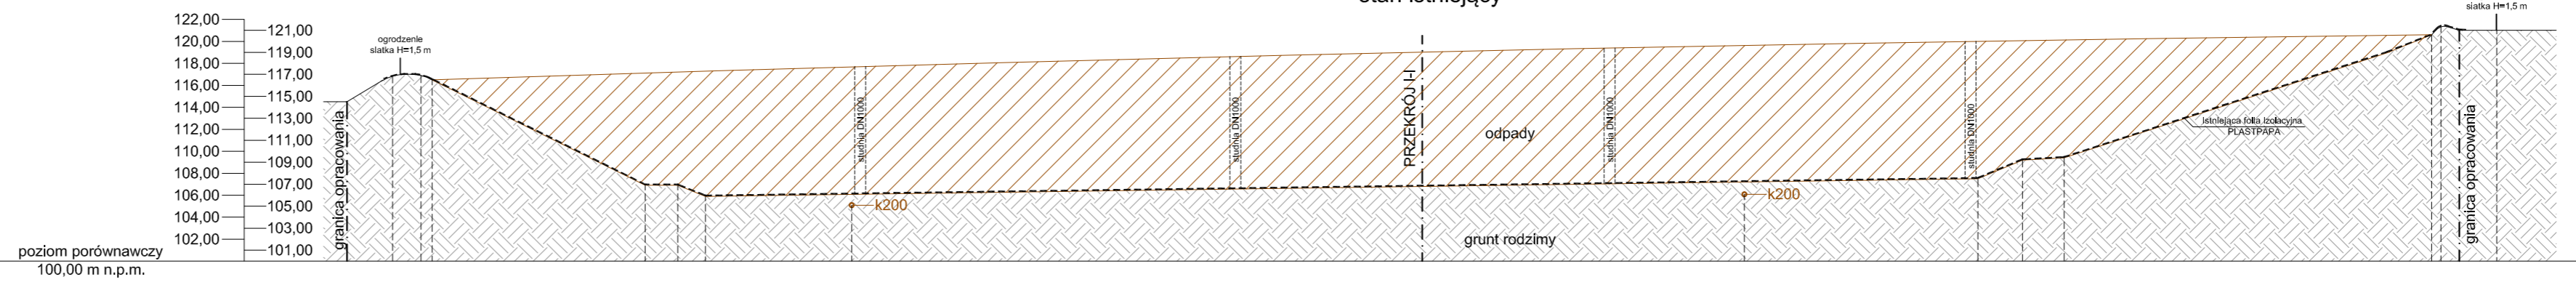 stan istniejący
siatka H=1,5 m
122,00
121,00
120,00
119,00
118,00
117,00
116,00
115,00
114,00
113,00
112,00
111,00
110,00
109,00
108,00
107,00
106,00
105,00
104,00
103,00
102,00
101,00
poziom porównawczy
100,00 m n.p.m.
granica opracowania
ogrodzenie
siatka H=1,5 m
studnia DN1000
studnia DN1000
PRZEKRÓJ I-I
odpady
studnia DN1000
studnia DN1000
Istniejąca folia izolacyjna
PLASTPAPA
k200
k200
grunt rodzimy
granica opracowania